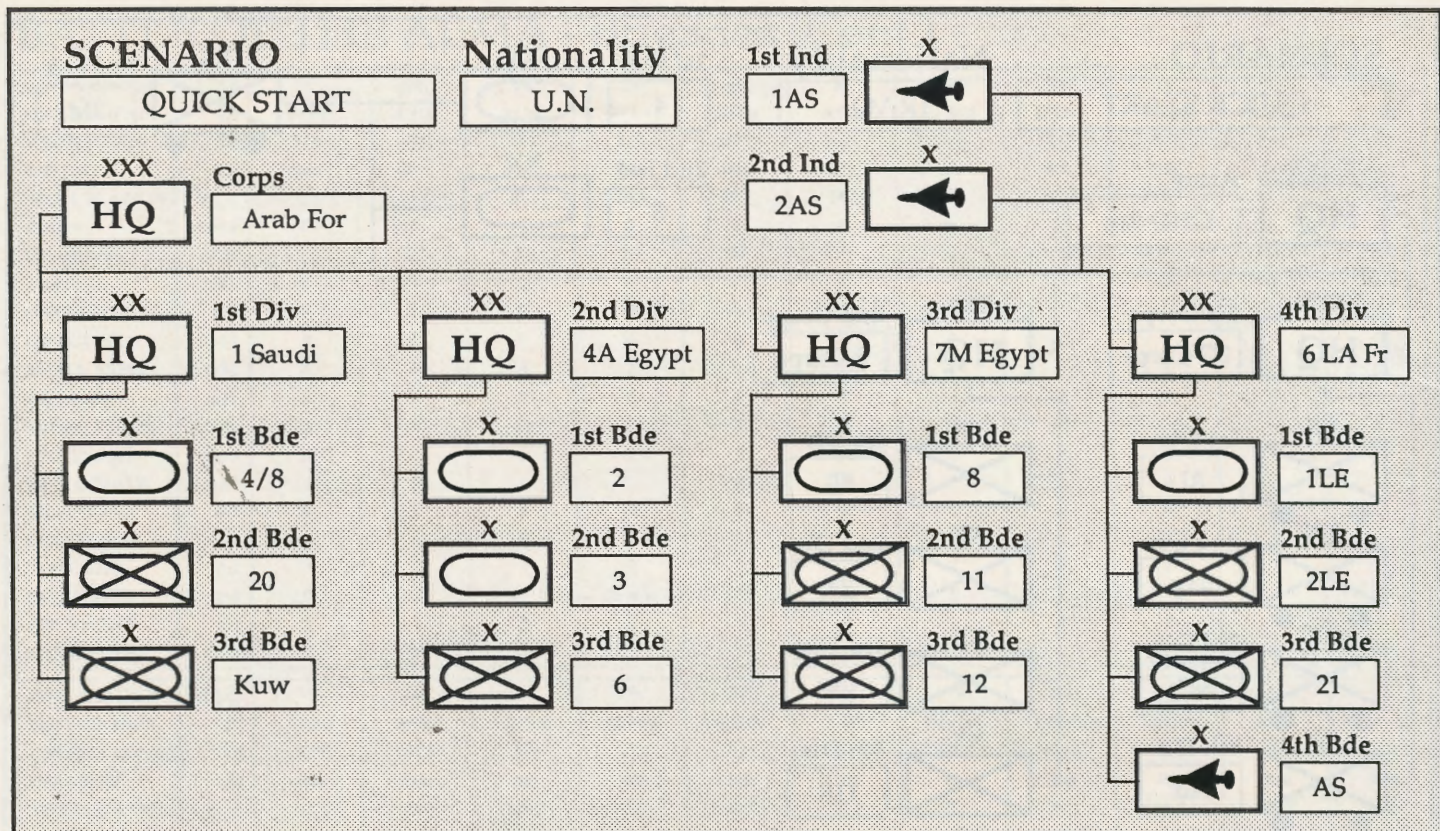 SCENARIO
QUICK START
Nationality
U.N.
1st Ind
1AS
X
2nd Ind
2AS
X
XXX
HQ
Corps
Arab For
XX
HQ
1st Div
1 Saudi
XX
HQ
2nd Div
4A Egypt
XX
HQ
3rd Div
7M Egypt
XX
HQ
4th Div
6 LA Fr
X
1st Bde
4/8
X
1st Bde
2
X
1st Bde
8
X
1st Bde
1LE
X
2nd Bde
20
X
2nd Bde
3
X
2nd Bde
11
X
2nd Bde
2LE
X
3rd Bde
Kuw
X
3rd Bde
6
X
3rd Bde
12
X
3rd Bde
21
X
4th Bde
AS